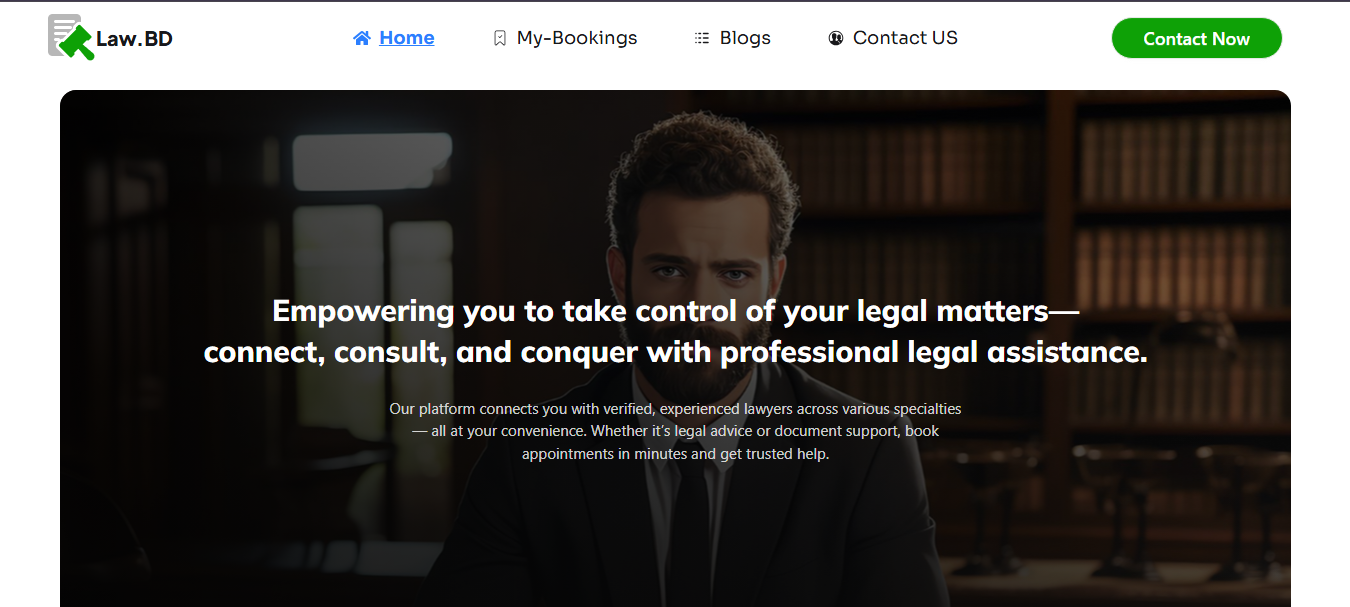 Law.BD
Home
My-Bookings
Blogs
Contact US
Contact Now
Empowering you to take control of your legal matters—
connect, consult, and conquer with professional legal assistance.
Our platform connects you with verified, experienced lawyers across various specialties
— all at your convenience. Whether it’s legal advice or document support, book
appointments in minutes and get trusted help.